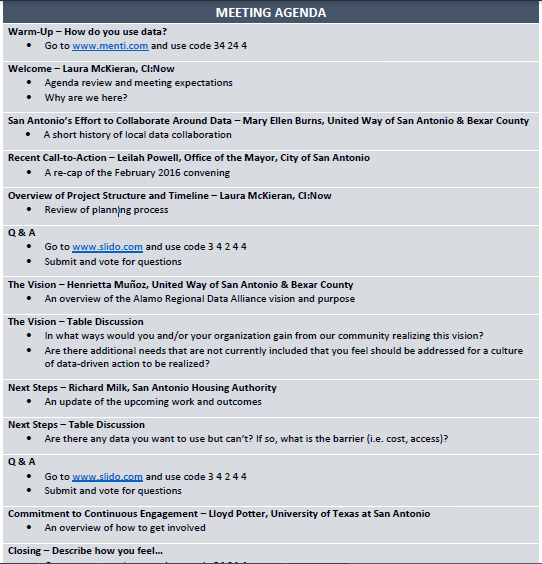 MEETING AGENDA
Warm-Up – How do you use data?
• Go to www.menti.com and use code 34 24 4
Welcome – Laura McKieran, CI:Now
• Agenda review and meeting expectations
• Why are we here?
San Antonio's Effort to Collaborate Around Data – Mary Ellen Burns, United Way of San Antonio & Bexar County
• A short history of local data collaboration
Recent Call-to-Action – Leilah Powell, Office of the Mayor, City of San Antonio
• A re-cap of the February 2016 convening
Overview of Project Structure and Timeline – Laura McKieran, CI:Now
• Review of planning process
Q & A
• Go to www.slido.com and use code 3 4 2 4 4
• Submit and vote for questions
The Vision – Henrietta Muñoz, United Way of San Antonio & Bexar County
• An overview of the Alamo Regional Data Alliance vision and purpose
The Vision – Table Discussion
• In what ways would you and/or your organization gain from our community realizing this vision?
• Are there additional needs that are not currently included that you feel should be addressed for a culture
of data-driven action to be realized?
Next Steps – Richard Milk, San Antonio Housing Authority
• An update of the upcoming work and outcomes
Next Steps – Table Discussion
• Are there any data you want to use but can't? If so, what is the barrier (i.e. cost, access)?
Q & A
• Go to www.slido.com and use code 3 4 2 4 4
• Submit and vote for questions
Commitment to Continuous Engagement – Lloyd Potter, University of Texas at San Antonio
• An overview of how to get involved
Closing – Describe how you feel...